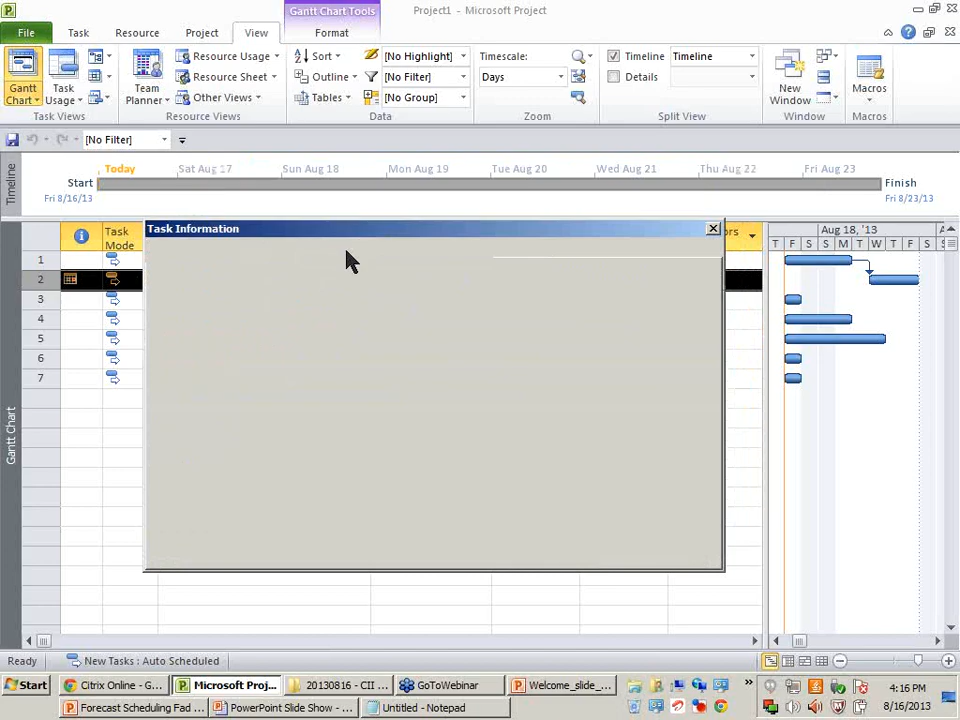 Gantt Chart Tools
Project1 - Microsoft Project
File Task Resource Project View Format
Gantt Chart
Task Usage
Team Planner
Resource Usage
Resource Sheet
Other Views
Sort
Outline
Tables
[No Highlight]
[No Filter]
[No Group]
Timescale:
Days
Timeline Timeline
Details
New Window
Macros
Task Views Resource Views Data Zoom Split View Window Macros
[No Filter]
Timeline
Today Sat Aug 17 Sun Aug 18 Mon Aug 19 Tue Aug 20 Wed Aug 21 Thu Aug 22 Fri Aug 23
Start Finish
Fri 8/16/13 Fri 8/23/13
Task Information
Task Mode
ors
Aug 18, '13 A
T F S S M T W T F S
1
2
3
4
5
6
7
Gantt Chart
Ready New Tasks : Auto Scheduled
Start Citrix Online - G... Microsoft Proj... 20130816 - CII ... GoToWebinar Welcome_slide_... 4:16 PM
Forecast Scheduling Fad ... PowerPoint Slide Show - ... Untitled - Notepad 8/16/2013